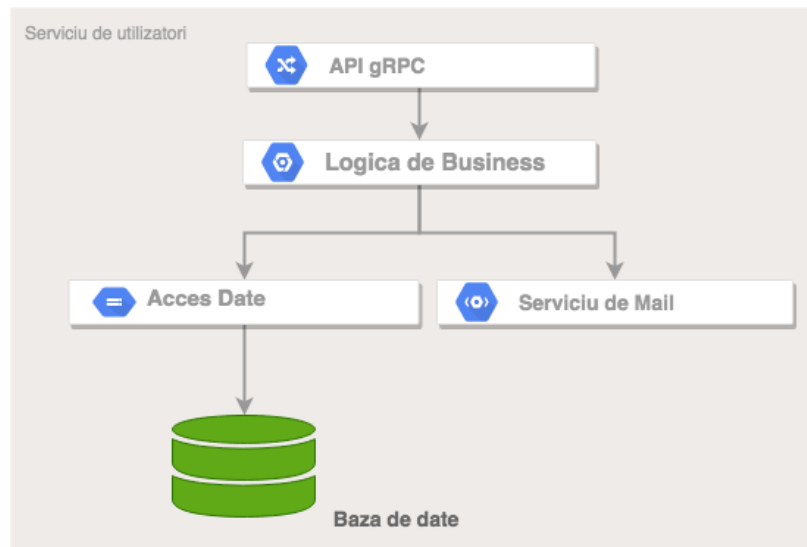 Serviciu de utilizatori
API gRPC
Logica de Business
Acces Date
Serviciu de Mail
Baza de date